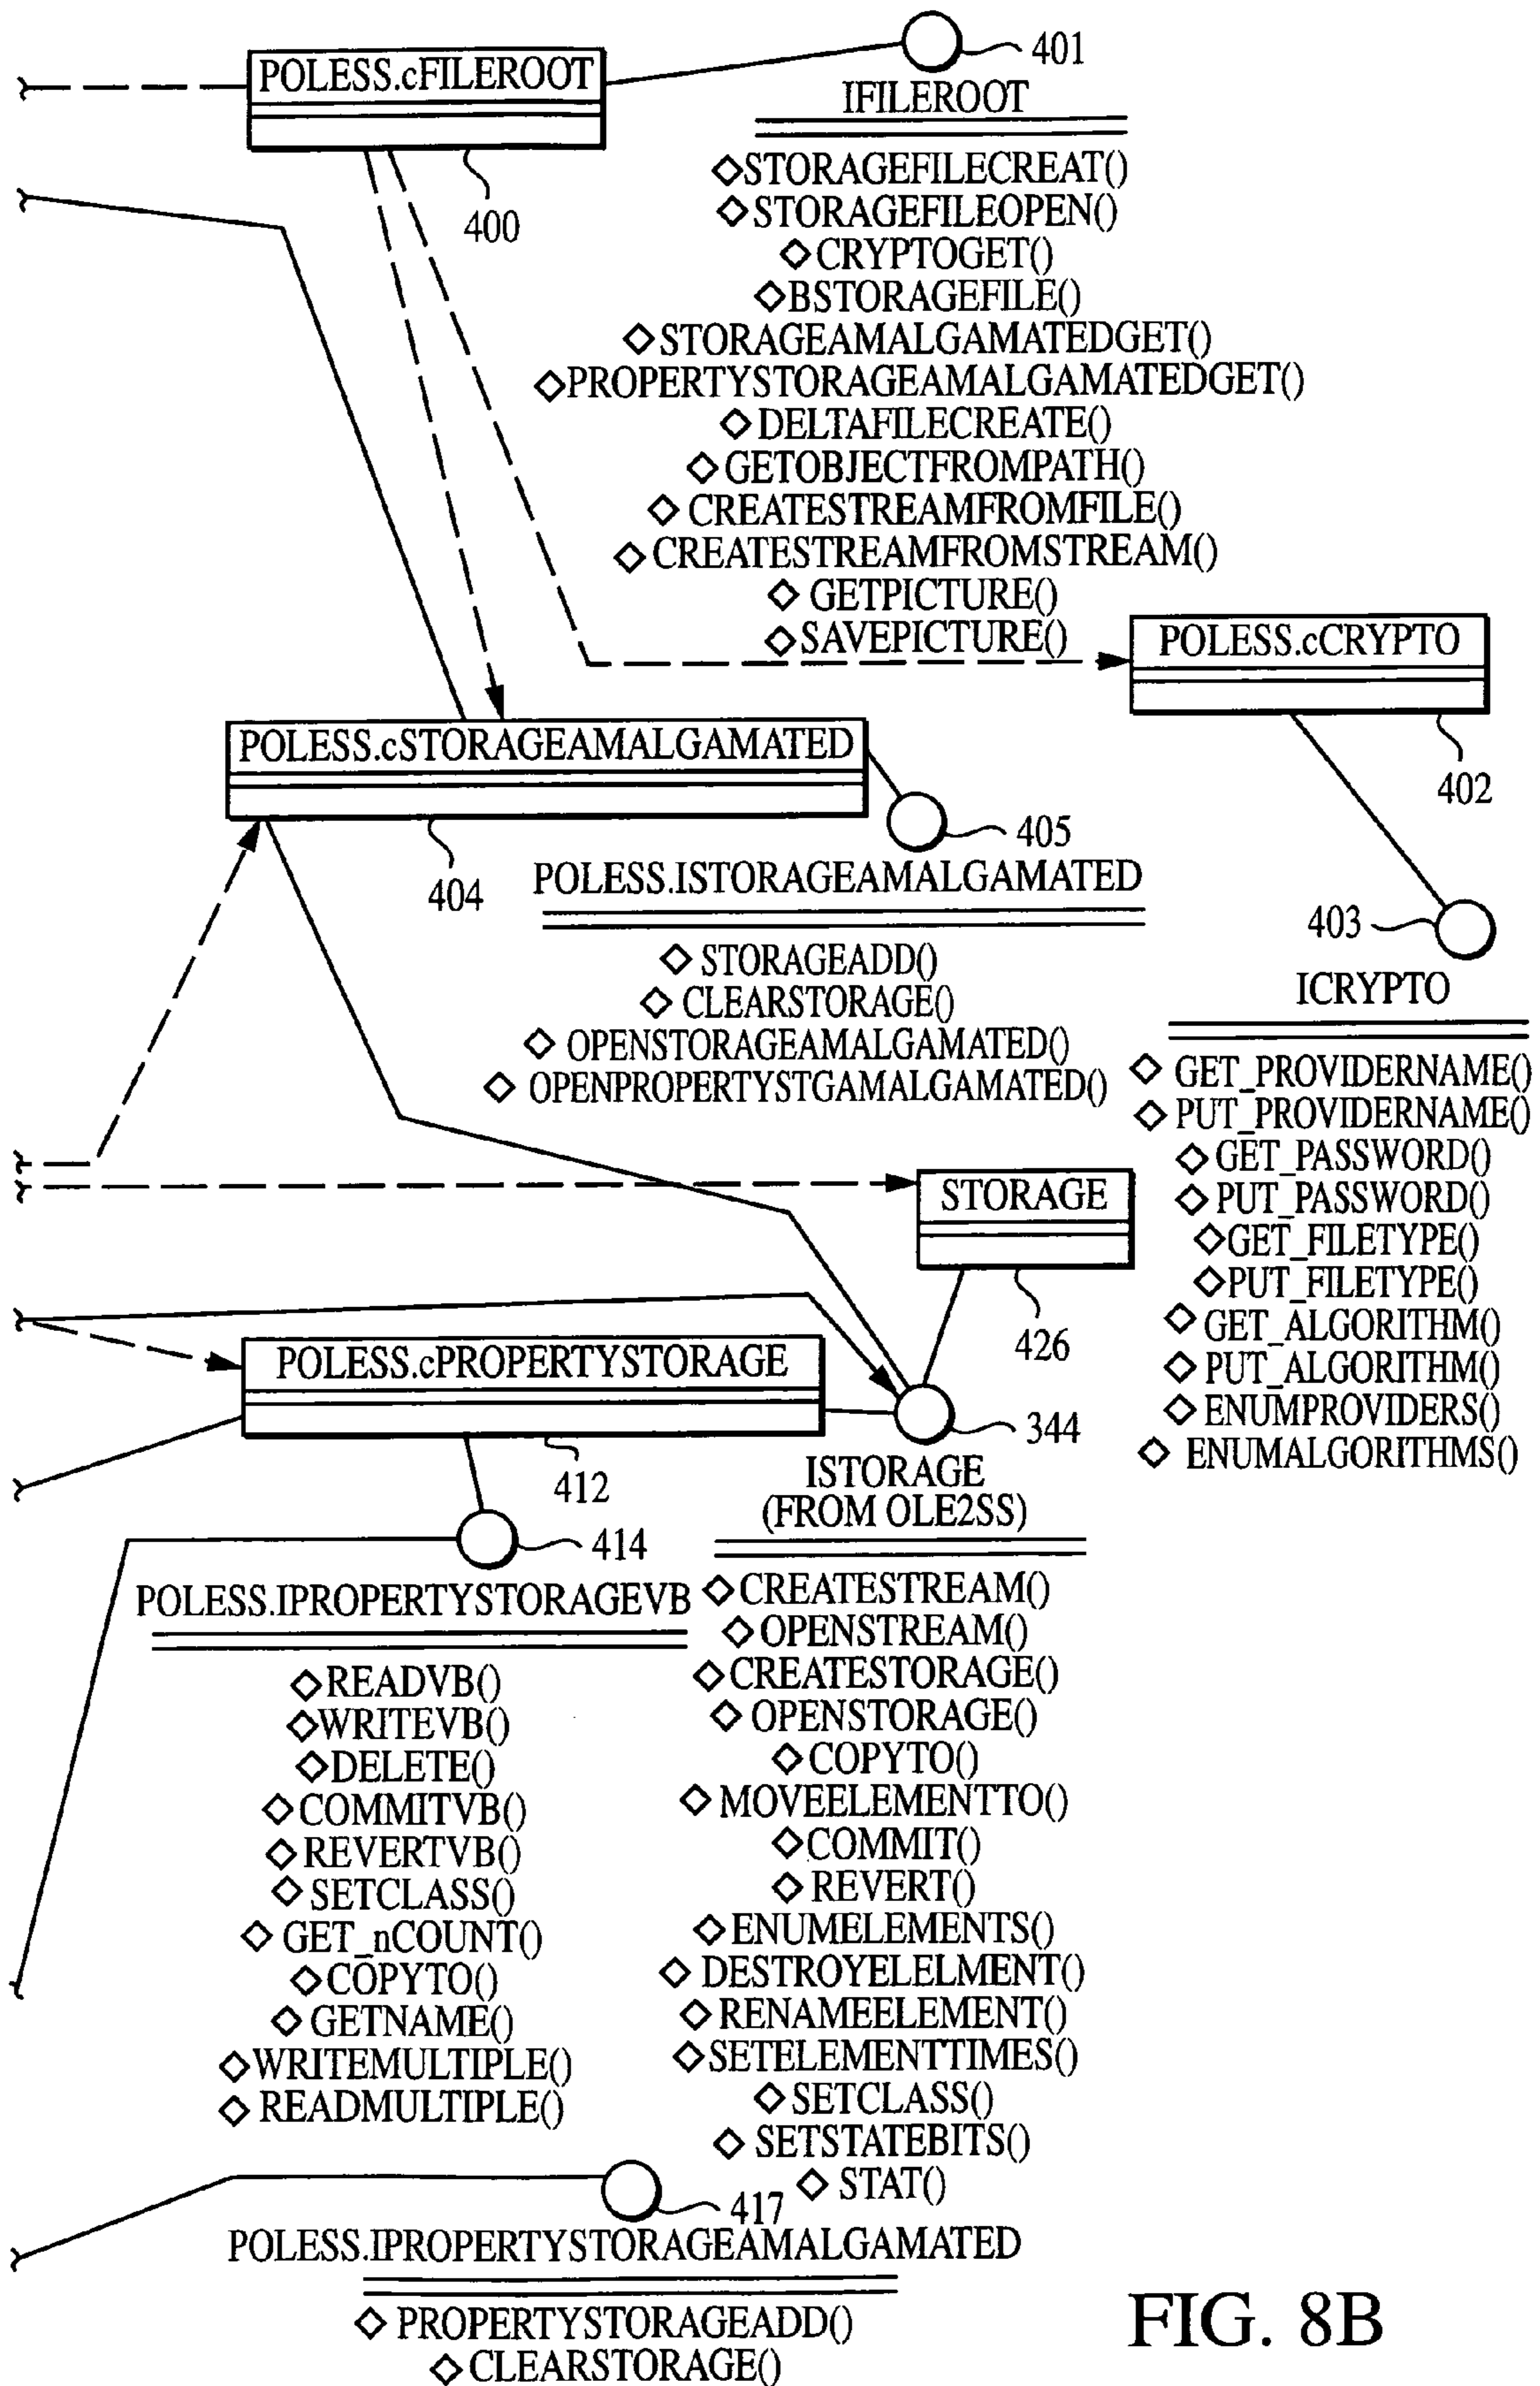 POLESS.cFILEROOT
401
IFILEROOT
400
◇STORAGEFILECREAT()
◇STORAGEFILEOPEN()
◇CRYPTOGET()
◇BSTORAGEFILE()
◇STORAGEAMALGAMATEDGET()
◇PROPERTYSTORAGEAMALGAMATEDGET()
◇DELTAFILECREATE()
◇GETOBJECTFROMPATH()
◇CREATESTREAMFROMFILE()
◇CREATESTREAMFROMSTREAM()
◇GETPICTURE()
◇SAVEPICTURE()
POLESS.cCRYPTO
402
POLESS.cSTORAGEAMALGAMATED
404
405
POLESS.ISTORAGEAMALGAMATED
◇STORAGEADD()
◇CLEARSTORAGE()
◇OPENSTORAGEAMALGAMATED()
◇OPENPROPERTYSTGAMALGAMATED()
403
ICRYPTO
◇GET_PROVIDERNAME()
◇PUT_PROVIDERNAME()
◇GET_PASSWORD()
◇PUT_PASSWORD()
◇GET_FILETYPE()
◇PUT_FILETYPE()
◇GET_ALGORITHM()
◇PUT_ALGORITHM()
◇ENUMPROVIDERS()
◇ENUMALGORITHMS()
STORAGE
426
POLESS.cPROPERTYSTORAGE
412
344
ISTORAGE
(FROM OLE2SS)
◇CREATESTREAM()
◇OPENSTREAM()
◇CREATESTORAGE()
◇OPENSTORAGE()
◇COPYTO()
◇MOVEELEMENTTO()
◇COMMIT()
◇REVERT()
◇ENUMELEMENTS()
◇DESTROYELELMENT()
◇RENAMEELEMENT()
◇SETELEMENTTIMES()
◇SETCLASS()
◇SETSTATEBITS()
◇STAT()
414
POLESS.IPROPERTYSTORAGEVB
◇READVB()
◇WRITEVB()
◇DELETE()
◇COMMITVB()
◇REVERTVB()
◇SETCLASS()
◇GET_nCOUNT()
◇COPYTO()
◇GETNAME()
◇WRITEMULTIPLE()
◇READMULTIPLE()
417
POLESS.IPROPERTYSTORAGEAMALGAMATED
◇PROPERTYSTORAGEADD()
◇CLEARSTORAGE()
FIG. 8B